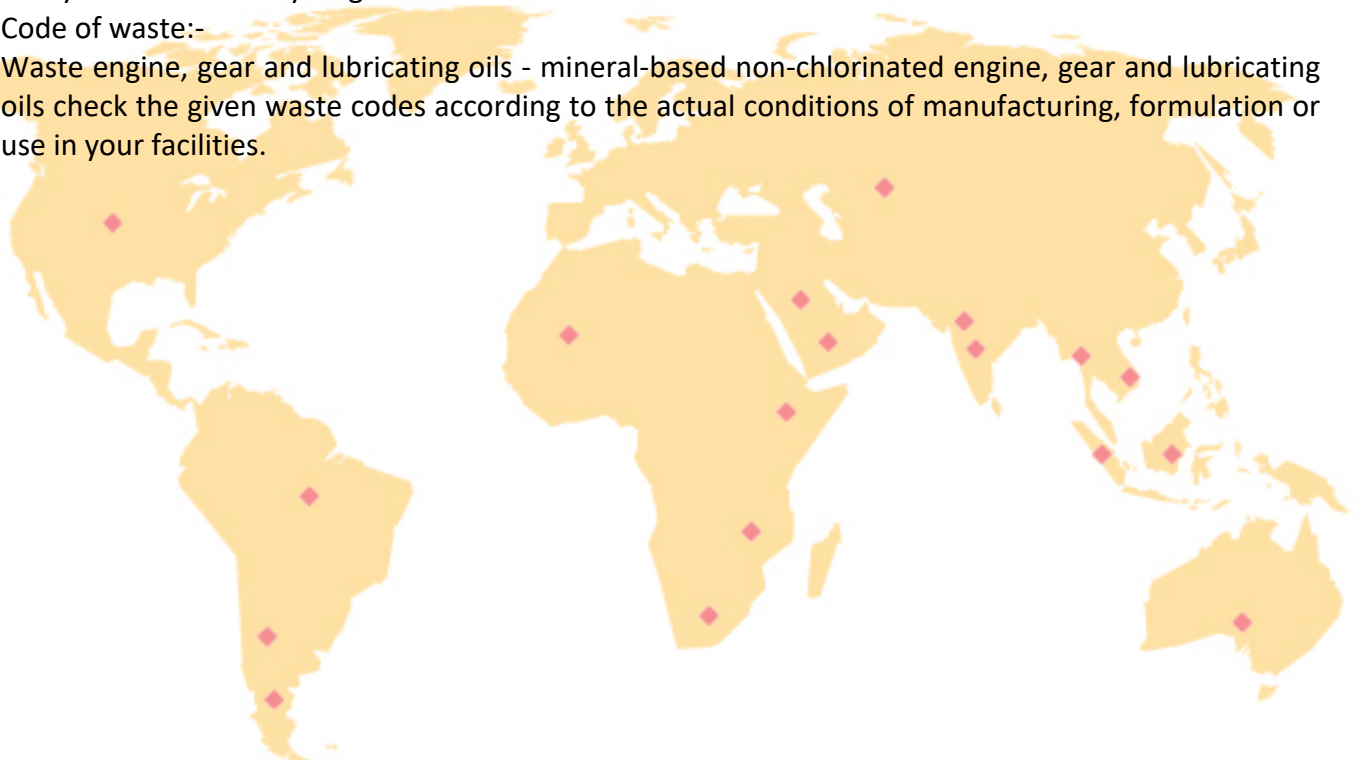 Code of waste:-
Waste engine, gear and lubricating oils - mineral-based non-chlorinated engine, gear and lubricating
oils check the given waste codes according to the actual conditions of manufacturing, formulation or
use in your facilities.